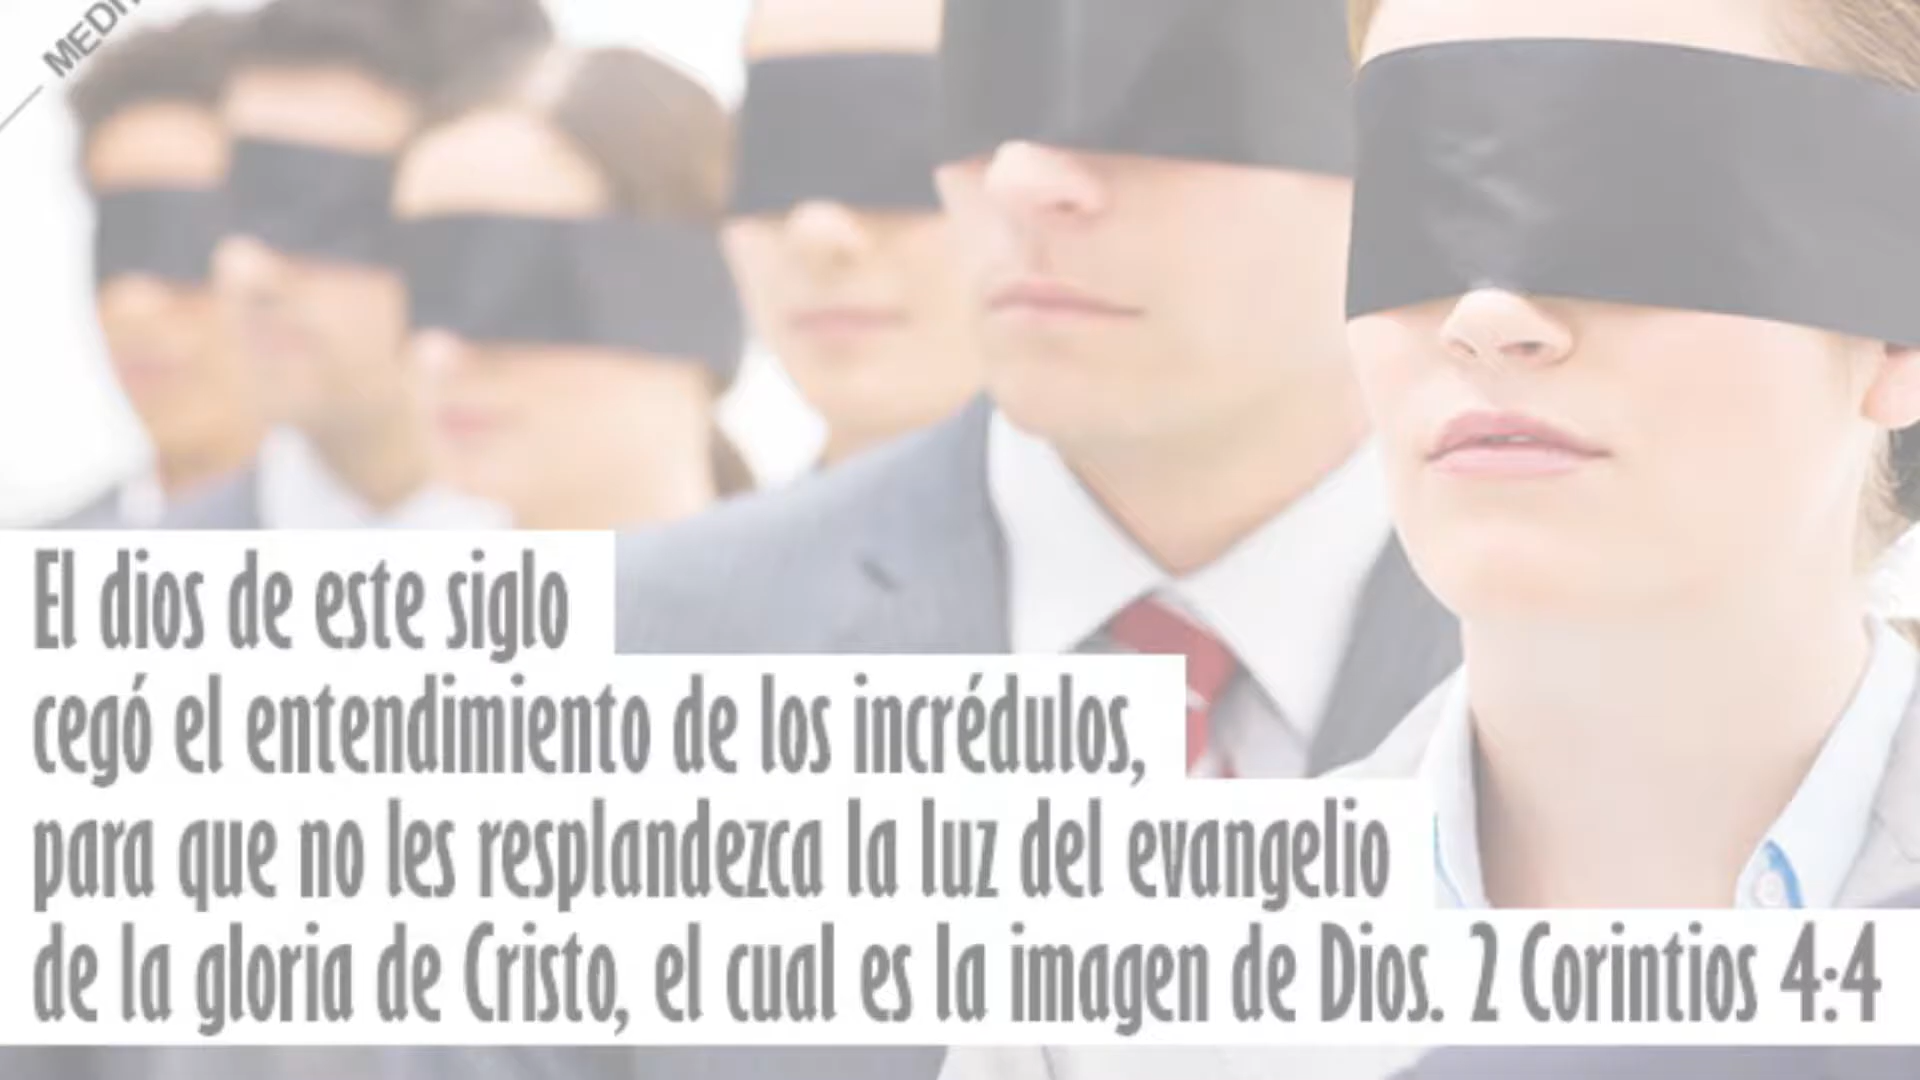 El dios de este siglo
cegó el entendimiento de los incrédulos,
para que no les resplandezca la luz del evangelio
de la gloria de Cristo, el cual es la imagen de Dios. 2 Corintios 4:4